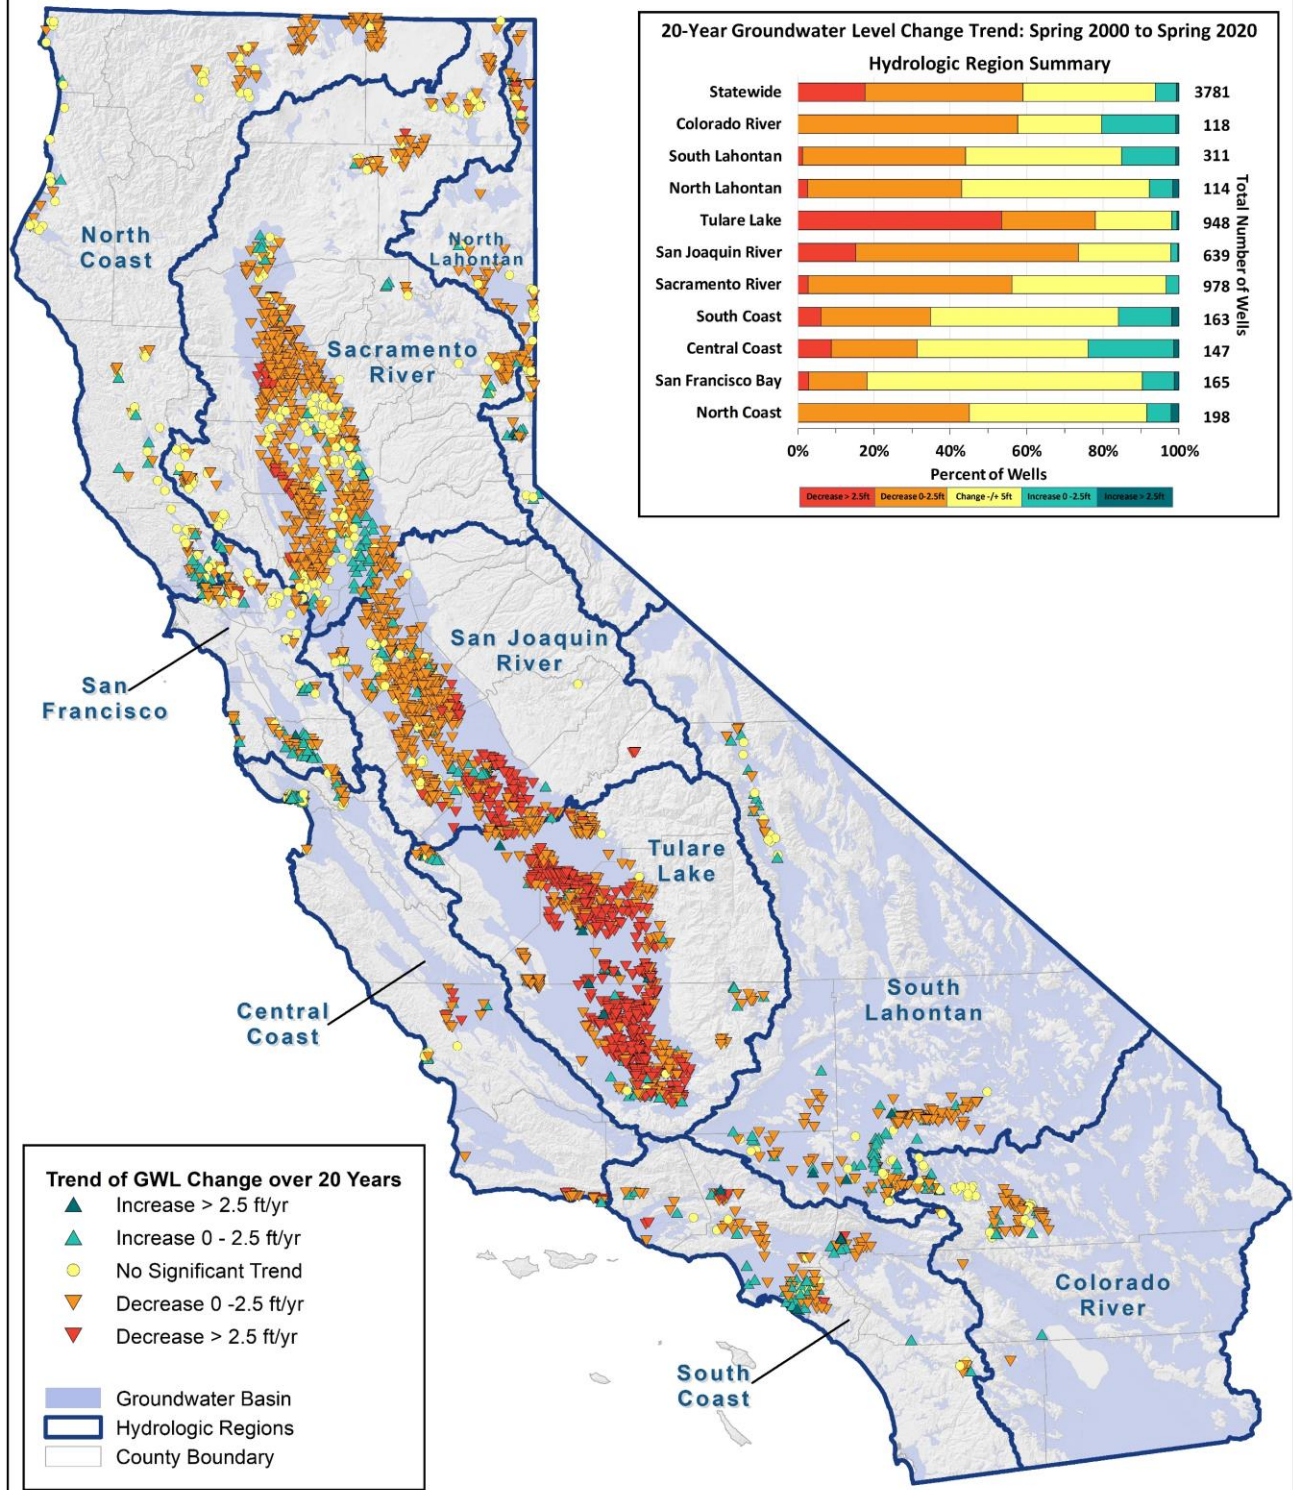 20-Year Groundwater Level Change Trend: Spring 2000 to Spring 2020
Hydrologic Region Summary
Statewide 3781
Colorado River 118
South Lahontan 311
North Lahontan 114
Tulare Lake 948
San Joaquin River 639
Sacramento River 978
South Coast 163
Central Coast 147
San Francisco Bay 165
North Coast 198
Total Number of Wells
0% 20% 40% 60% 80% 100%
Percent of Wells
Decrease > 2.5ft Decrease 0-2.5ft Change -/+ 5ft Increase 0 -2.5ft Increase > 2.5ft
North
Coast
North
Lahontan
Sacramento
River
San Joaquin
River
San
Francisco
Tulare
Lake
Central
Coast
South
Lahontan
Colorado
River
South
Coast
Trend of GWL Change over 20 Years
Increase > 2.5 ft/yr
Increase 0 - 2.5 ft/yr
No Significant Trend
Decrease 0 -2.5 ft/yr
Decrease > 2.5 ft/yr
Groundwater Basin
Hydrologic Regions
County Boundary